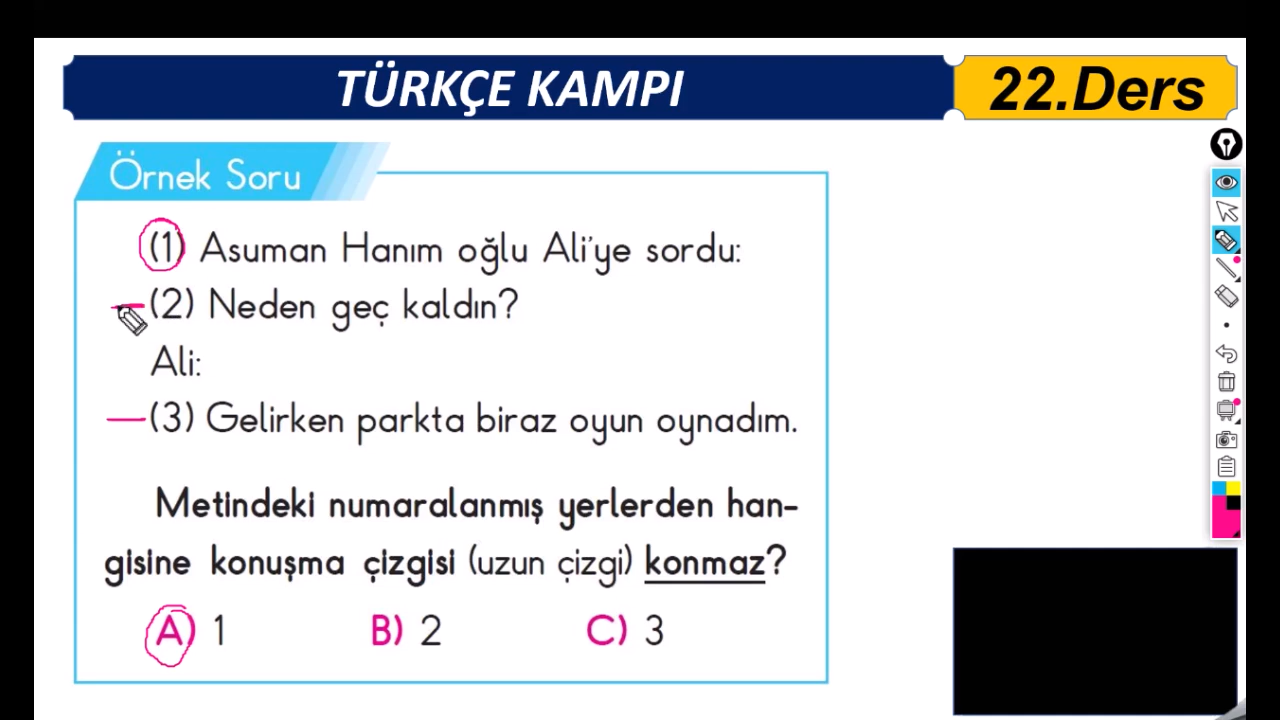 TÜRKÇE KAMPI
22.Ders
Örnek Soru
(1) Asuman Hanım oğlu Ali'ye sordu:
(2) Neden geç kaldın?
Ali:
(3) Gelirken parkta biraz oyun oynadım.
Metindeki numaralanmış yerlerden han-
gisine konuşma çizgisi (uzun çizgi) konmaz?
A) 1 B) 2 C) 3